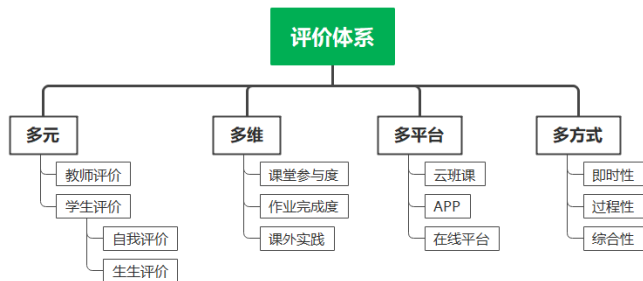 评价体系
多元
多维
多平台
多方式
教师评价
课堂参与度
云班课
即时性
学生评价
作业完成度
APP
过程性
自我评价
课外实践
在线平台
综合性
生生评价